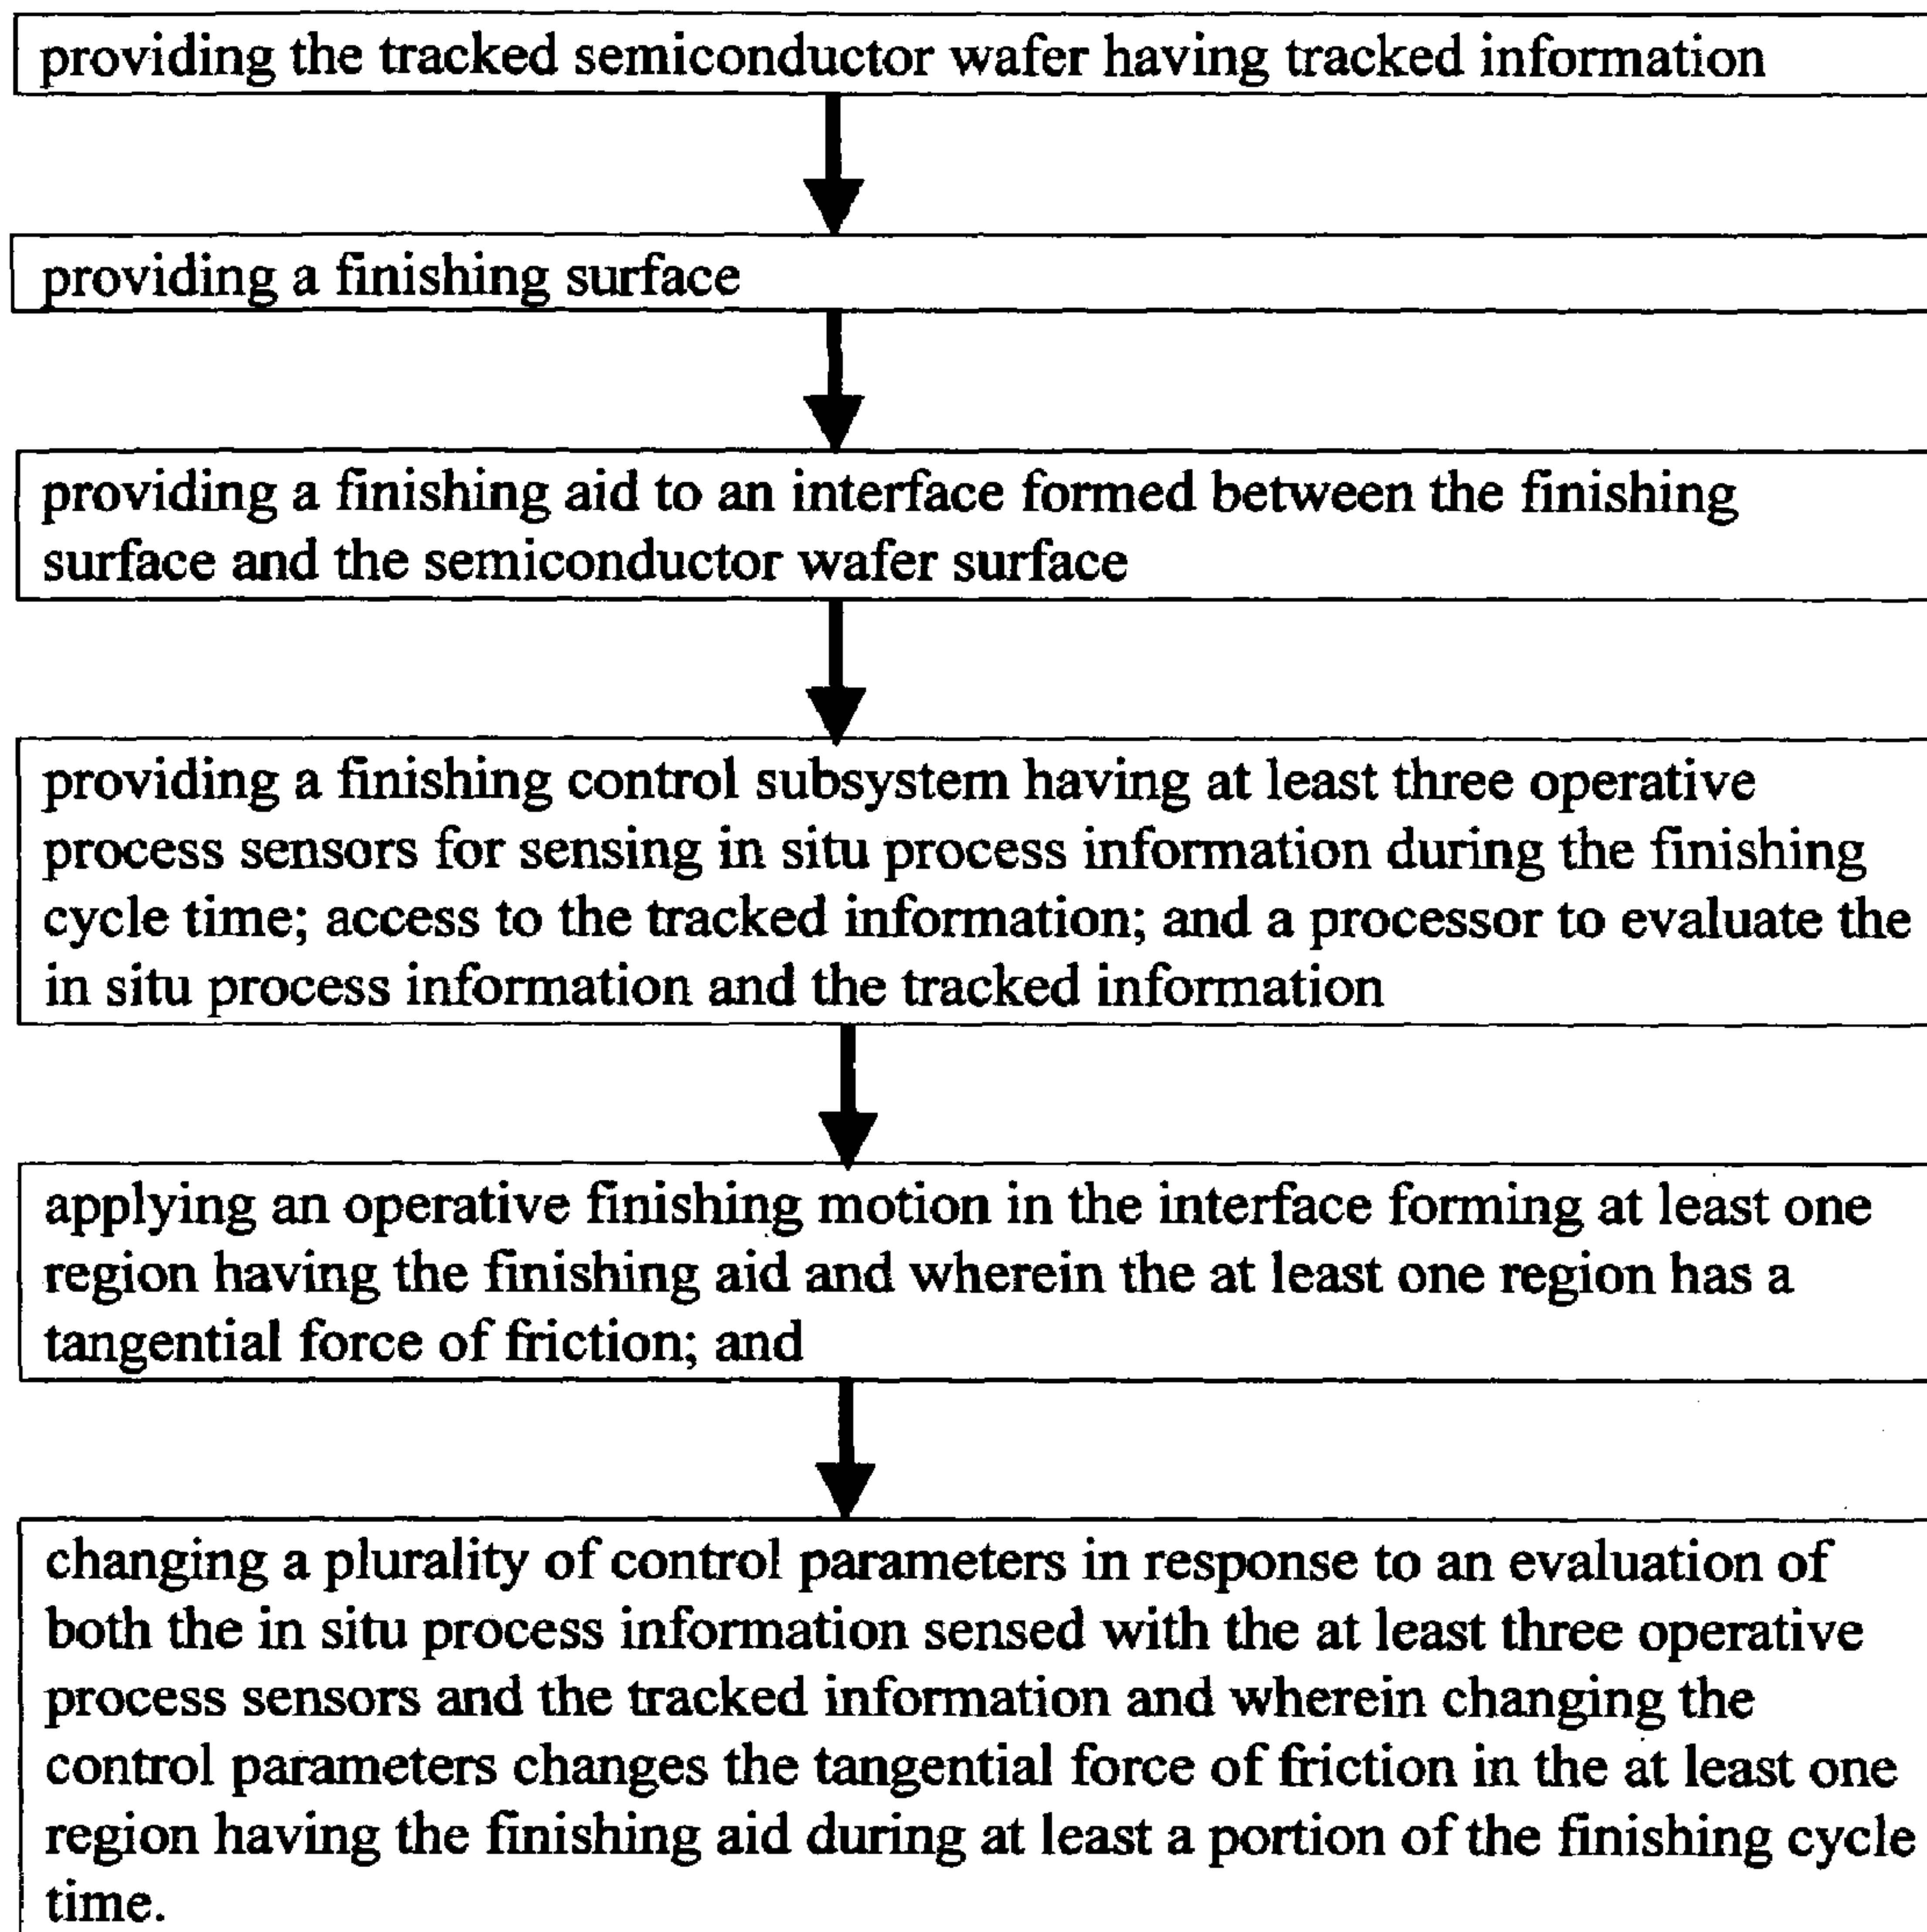 providing the tracked semiconductor wafer having tracked information
providing a finishing surface
providing a finishing aid to an interface formed between the finishing
surface and the semiconductor wafer surface
providing a finishing control subsystem having at least three operative
process sensors for sensing in situ process information during the finishing
cycle time; access to the tracked information; and a processor to evaluate the
in situ process information and the tracked information
applying an operative finishing motion in the interface forming at least one
region having the finishing aid and wherein the at least one region has a
tangential force of friction; and
changing a plurality of control parameters in response to an evaluation of
both the in situ process information sensed with the at least three operative
process sensors and the tracked information and wherein changing the
control parameters changes the tangential force of friction in the at least one
region having the finishing aid during at least a portion of the finishing cycle
time.